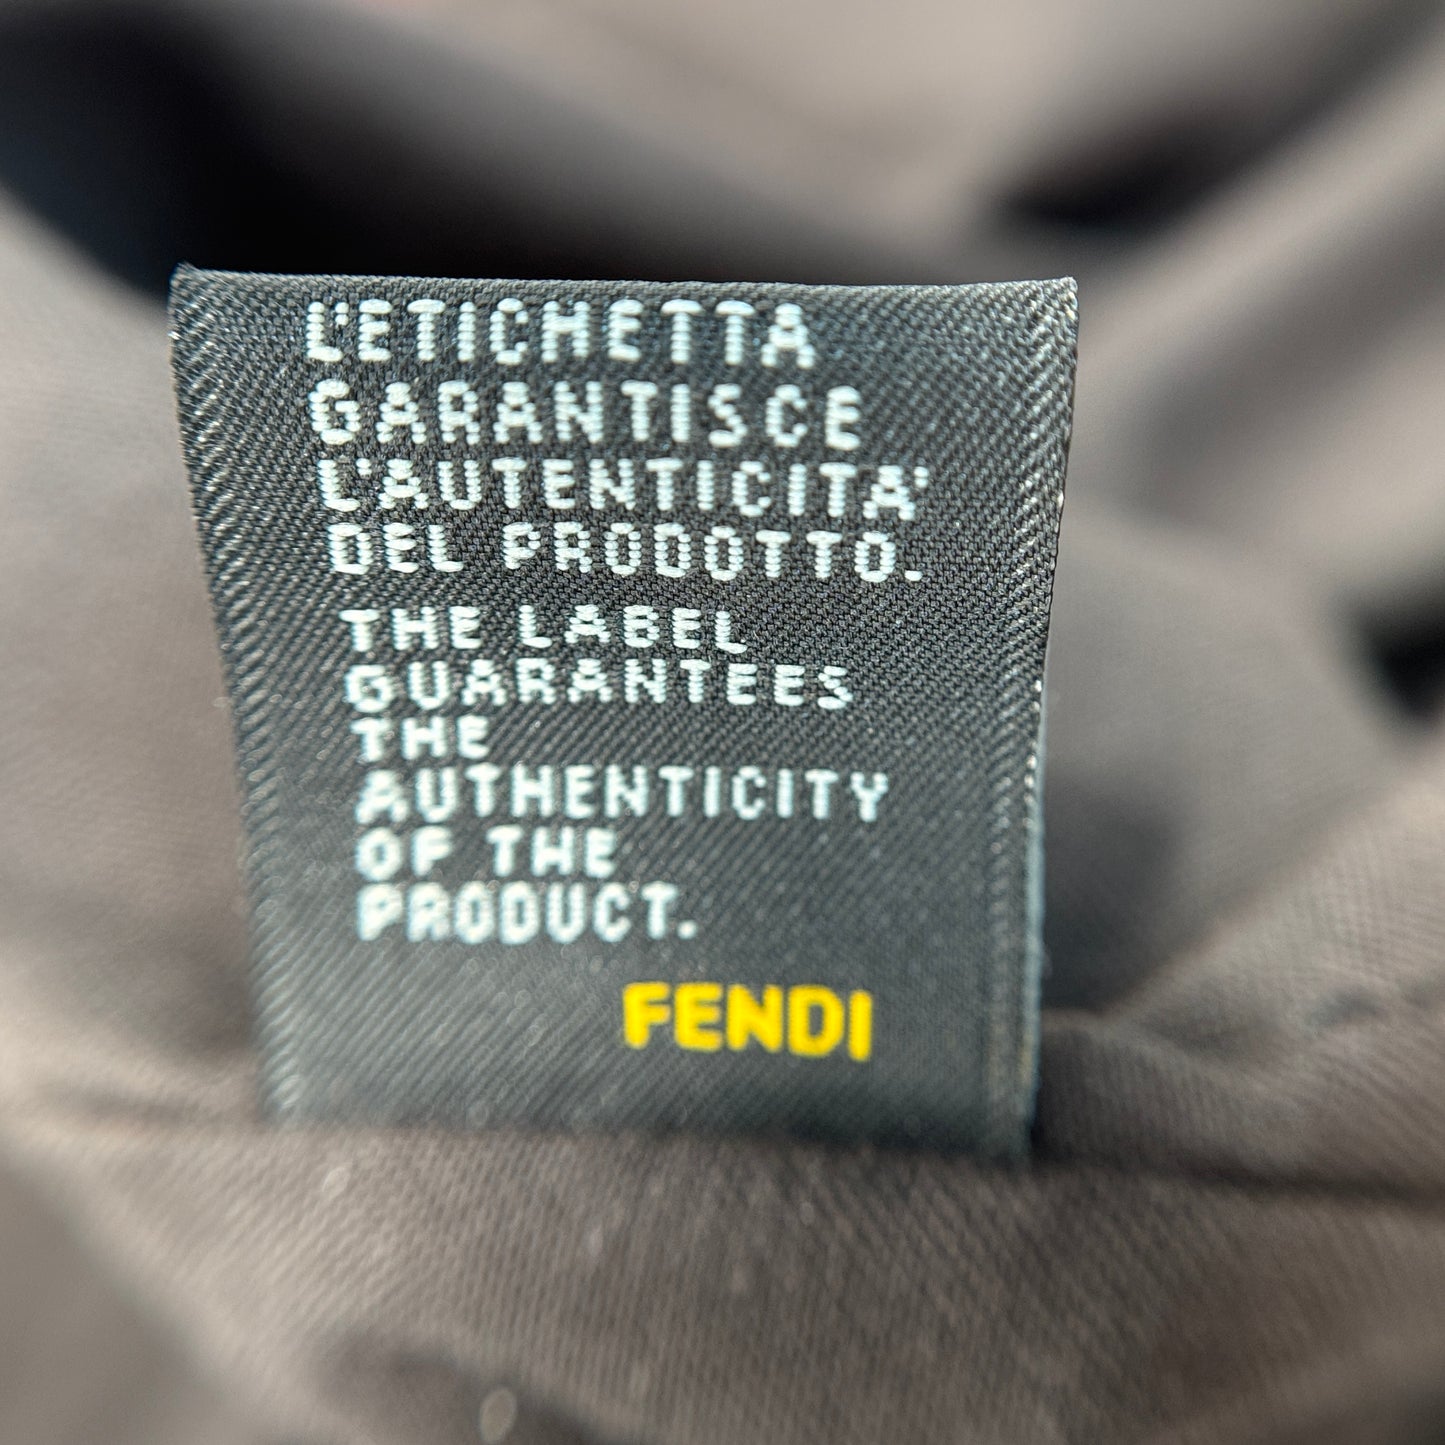 L'ETICHETTA
GARANTISCE
L'AUTENTICITA'
DEL PRODOTTO.
THE LABEL
GUARANTEES
THE
AUTHENTICITY
OF THE
PRODUCT.
FENDI